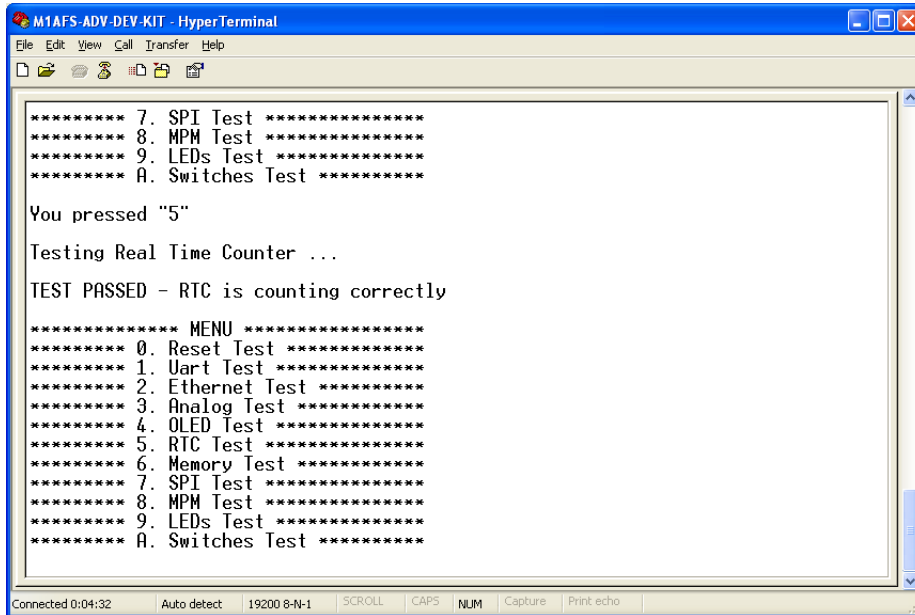 M1AFS-ADV-DEV-KIT - HyperTerminal
File Edit View Call Transfer Help
********* 7. SPI Test ***************
********* 8. MPM Test ***************
********* 9. LEDs Test **************
********* A. Switches Test **********
You pressed "5"
Testing Real Time Counter ...
TEST PASSED - RTC is counting correctly
************** MENU *****************
********* 0. Reset Test *************
********* 1. Uart Test **************
********* 2. Ethernet Test **********
********* 3. Analog Test ************
********* 4. OLED Test **************
********* 5. RTC Test ***************
********* 6. Memory Test ************
********* 7. SPI Test ***************
********* 8. MPM Test ***************
********* 9. LEDs Test **************
********* A. Switches Test **********
Connected 0:04:32 Auto detect 19200 8-N-1 SCROLL CAPS NUM Capture Print echo